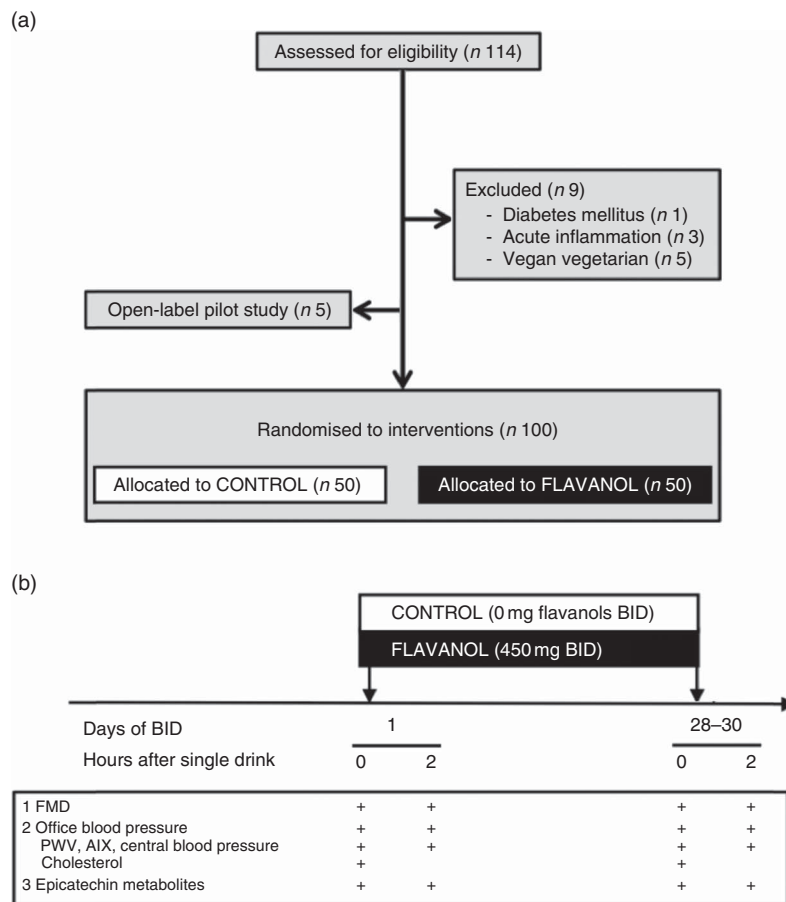 (a)
Assessed for eligibility (n 114)
Excluded (n 9)
- Diabetes mellitus (n 1)
- Acute inflammation (n 3)
- Vegan vegetarian (n 5)
Open-label pilot study (n 5)
Randomised to interventions (n 100)
Allocated to CONTROL (n 50)
Allocated to FLAVANOL (n 50)
(b)
CONTROL (0 mg flavanols BID)
FLAVANOL (450 mg BID)
Days of BID 1 28–30
Hours after single drink 0 2 0 2
1 FMD + + + +
2 Office blood pressure + + + +
PWV, AIX, central blood pressure + + + +
Cholesterol + +
3 Epicatechin metabolites + + + +